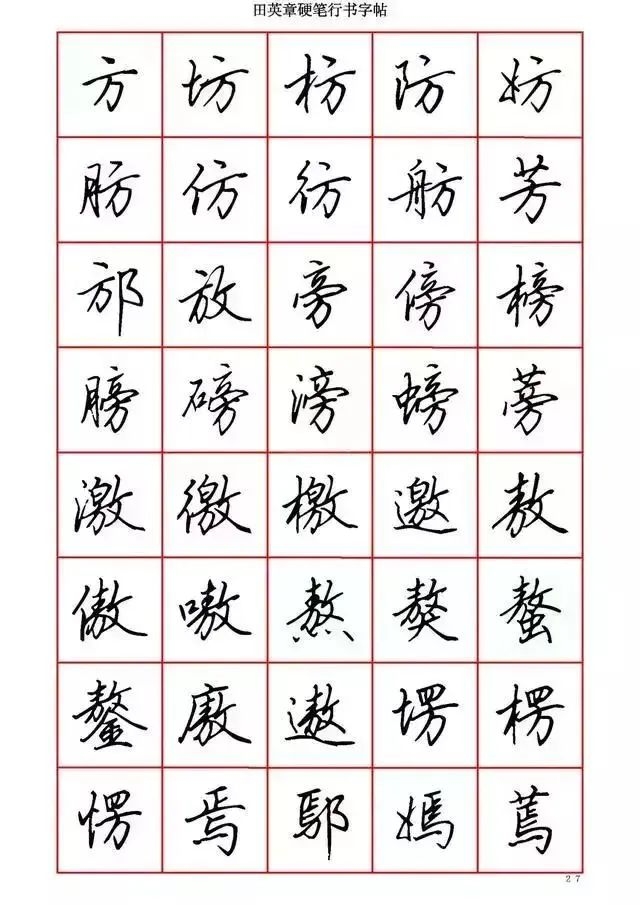 田英章硬笔行书字帖
方 坊 枋 防 妨
肪 仿 彷 舫 芳
邡 放 旁 傍 榜
膀 磅 滂 螃 蒡
激 徼 檄 邀 敖
傲 嗷 熬 獒 螯
鏊 廒 遨 塄 楞
愣 焉 鄢 嫣 蔫
27